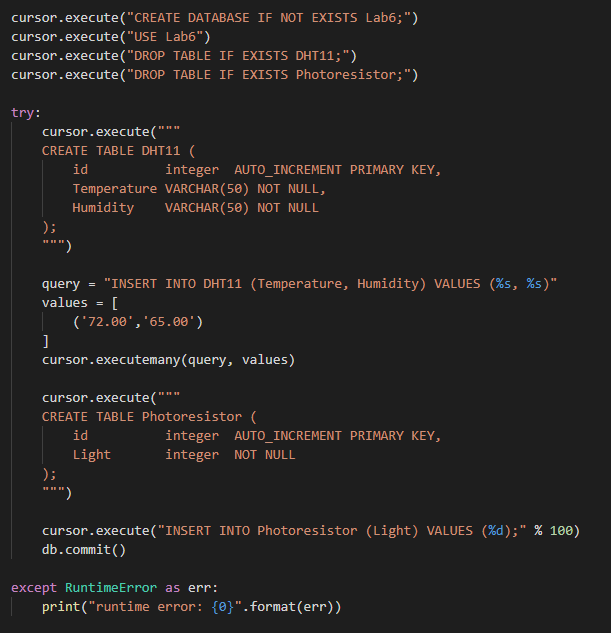 cursor.execute("CREATE DATABASE IF NOT EXISTS Lab6;")
cursor.execute("USE Lab6")
cursor.execute("DROP TABLE IF EXISTS DHT11;")
cursor.execute("DROP TABLE IF EXISTS Photoresistor;")

try:
    cursor.execute("""
    CREATE TABLE DHT11 (
        id          integer  AUTO_INCREMENT PRIMARY KEY,
        Temperature VARCHAR(50) NOT NULL,
        Humidity    VARCHAR(50) NOT NULL
    );
    """)

    query = "INSERT INTO DHT11 (Temperature, Humidity) VALUES (%s, %s)"
    values = [
        ('72.00','65.00')
    ]
    cursor.executemany(query, values)

    cursor.execute("""
    CREATE TABLE Photoresistor (
        id          integer  AUTO_INCREMENT PRIMARY KEY,
        Light       integer  NOT NULL
    );
    """)

    cursor.execute("INSERT INTO Photoresistor (Light) VALUES (%d);" % 100)
    db.commit()

except RuntimeError as err:
    print("runtime error: {0}".format(err))